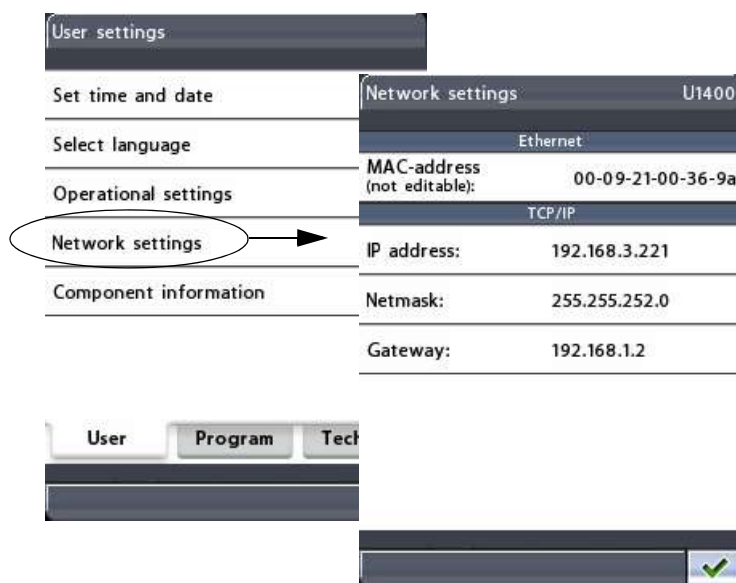 User settings
Set time and date
Select language
Operational settings
Network settings
Component information
User Program
Network settings U1400
Ethernet
MAC-address 00-09-21-00-36-9a
(not editable):
TCP/IP
IP address: 192.168.3.221
Netmask: 255.255.252.0
Gateway: 192.168.1.2